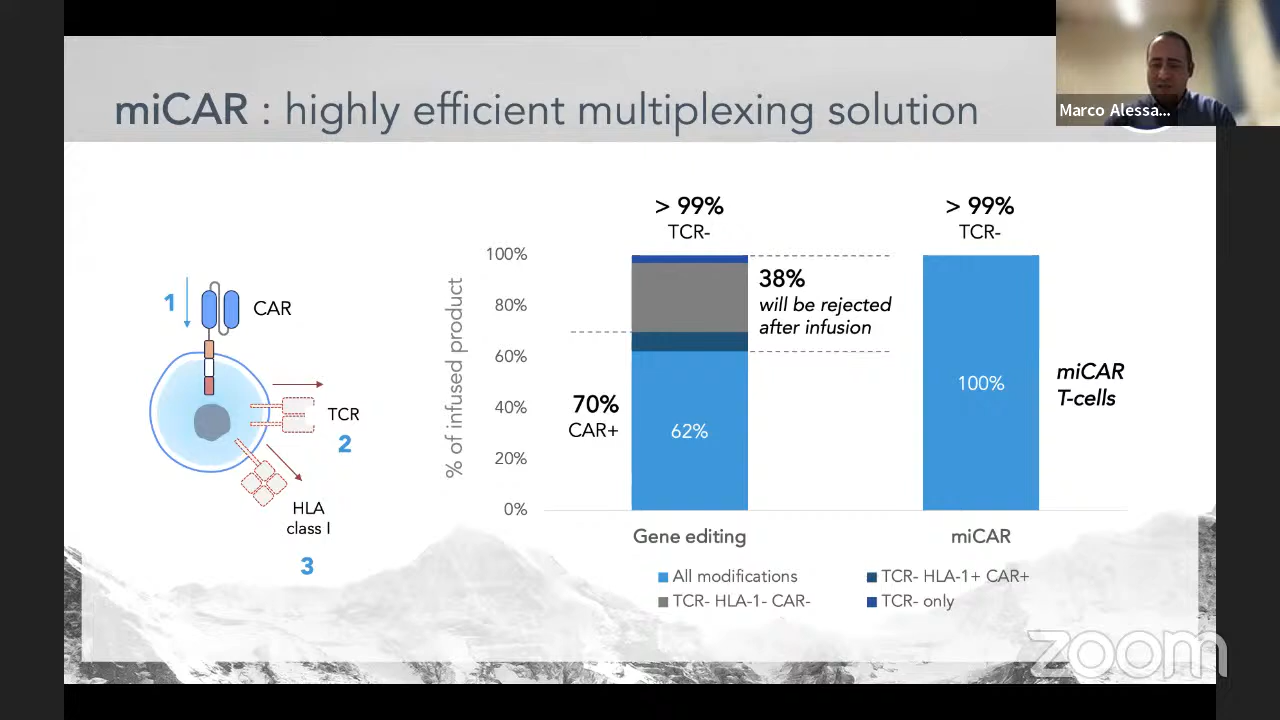 miCAR : highly efficient multiplexing solution
Marco Alessa...
1
CAR
TCR
2
HLA
class I
3
% of infused product
100%
80%
60%
40%
20%
0%
> 99%
TCR-
70%
CAR+
62%
38%
will be rejected
after infusion
> 99%
TCR-
100%
miCAR
T-cells
Gene editing
miCAR
All modifications
TCR- HLA-1+ CAR+
TCR- HLA-1- CAR-
TCR- only
zoom